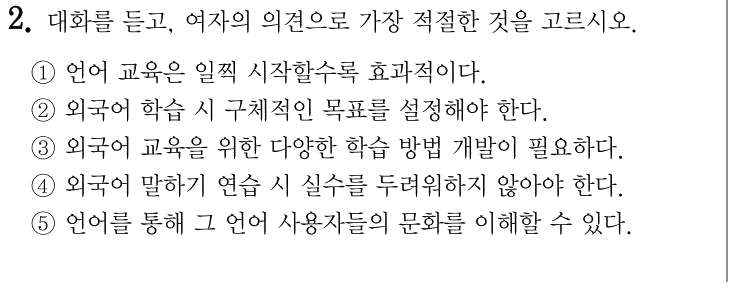 2. 대화를 듣고, 여자의 의견으로 가장 적절한 것을 고르시오.
① 언어 교육은 일찍 시작할수록 효과적이다.
② 외국어 학습 시 구체적인 목표를 설정해야 한다.
③ 외국어 교육을 위한 다양한 학습 방법 개발이 필요하다.
④ 외국어 말하기 연습 시 실수를 두려워하지 않아야 한다.
⑤ 언어를 통해 그 언어 사용자들의 문화를 이해할 수 있다.